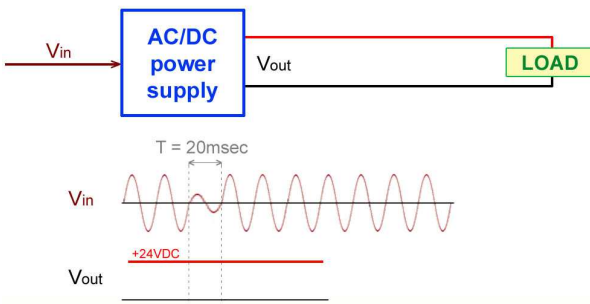 AC/DC
power
supply
Vin
Vout
LOAD
T = 20msec
Vin
+24VDC
Vout